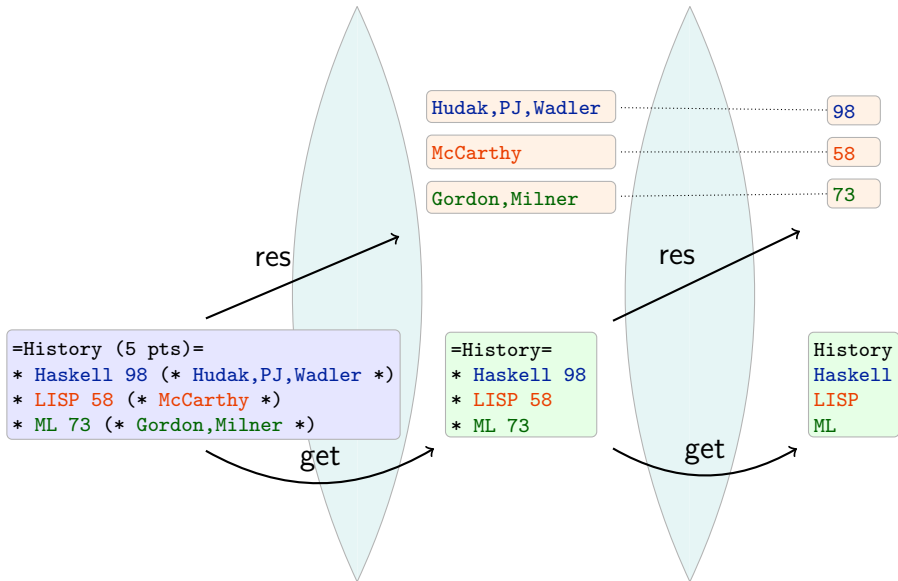 Hudak,PJ,Wadler
98
McCarthy
58
Gordon,Milner
73
res
res
=History (5 pts)=
* Haskell 98 (* Hudak,PJ,Wadler *)
* LISP 58 (* McCarthy *)
* ML 73 (* Gordon,Milner *)
=History=
* Haskell 98
* LISP 58
* ML 73
History
Haskell
LISP
ML
get
get